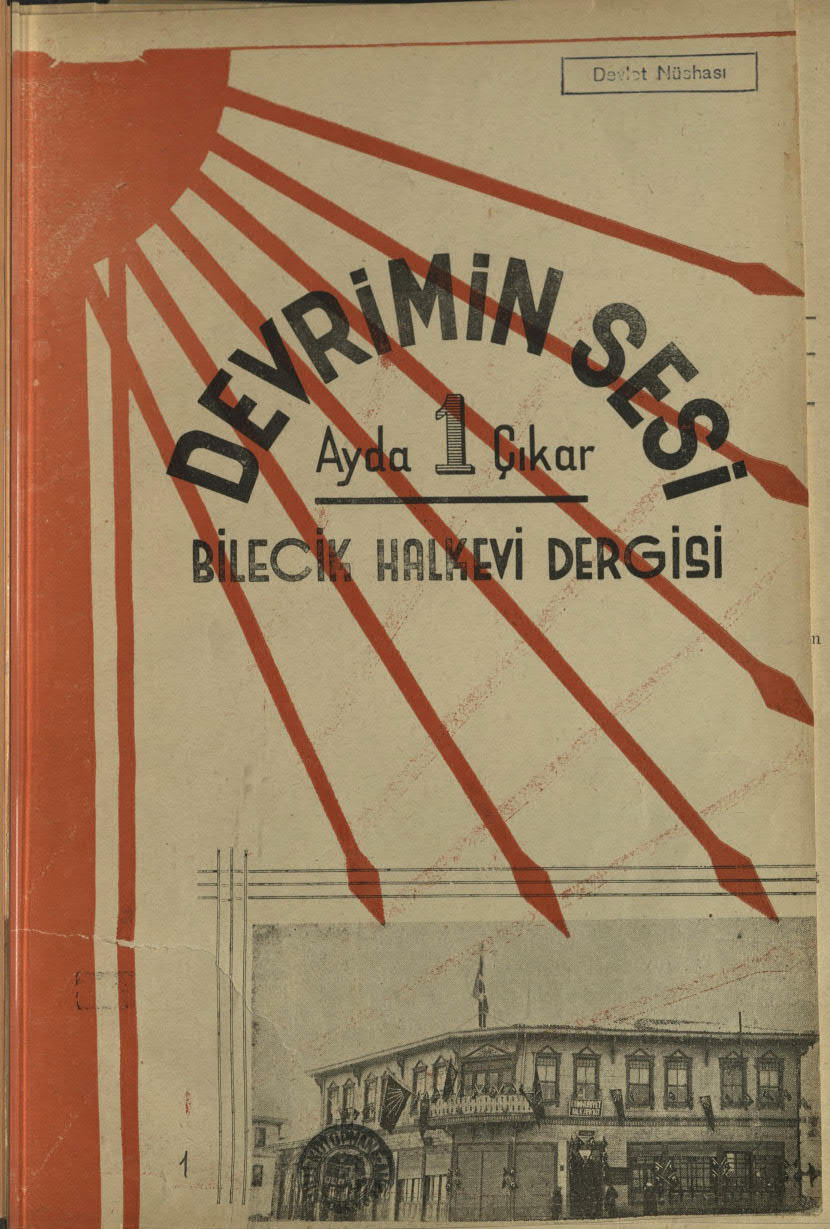 Devlet Nüshası
DEVRİMİN SESİ
Ayda 1 Çıkar
BİLECİK HALKEVİ DERGİSİ
n
1